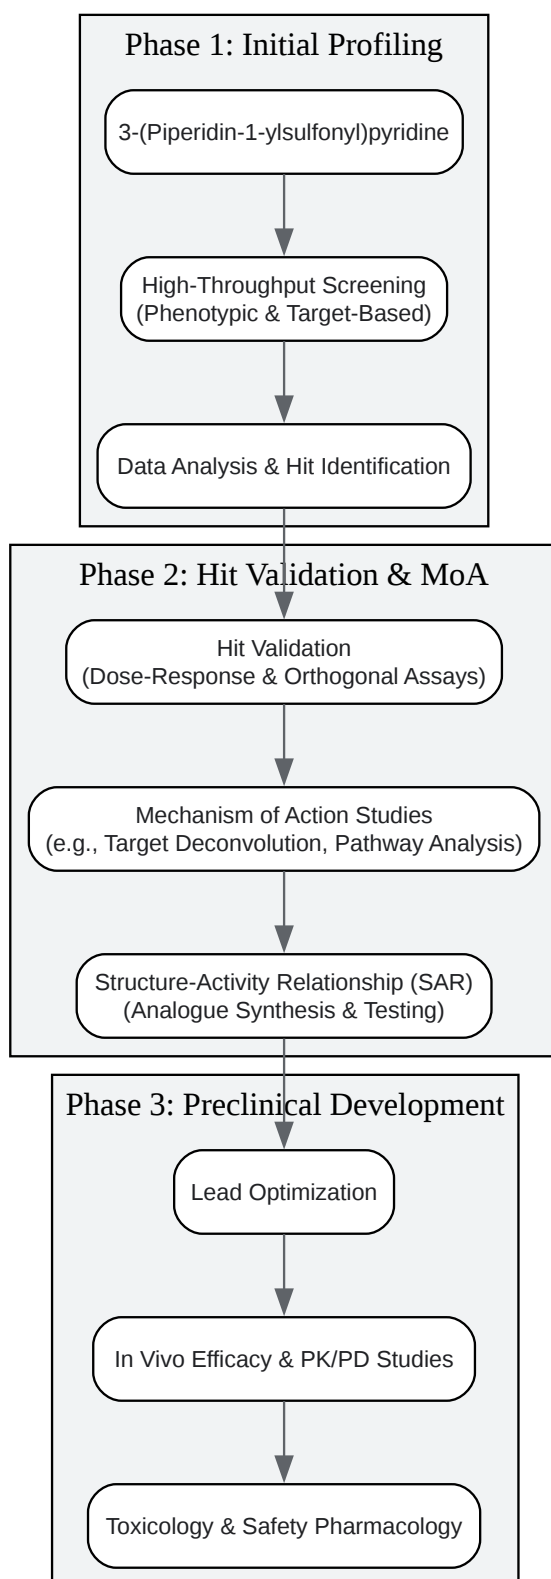 Phase 1: Initial Profiling
3-(Piperidin-1-ylsulfonyl)pyridine
High-Throughput Screening
(Phenotypic & Target-Based)
Data Analysis & Hit Identification
Phase 2: Hit Validation & MoA
Hit Validation
(Dose-Response & Orthogonal Assays)
Mechanism of Action Studies
(e.g., Target Deconvolution, Pathway Analysis)
Structure-Activity Relationship (SAR)
(Analogue Synthesis & Testing)
Phase 3: Preclinical Development
Lead Optimization
In Vivo Efficacy & PK/PD Studies
Toxicology & Safety Pharmacology